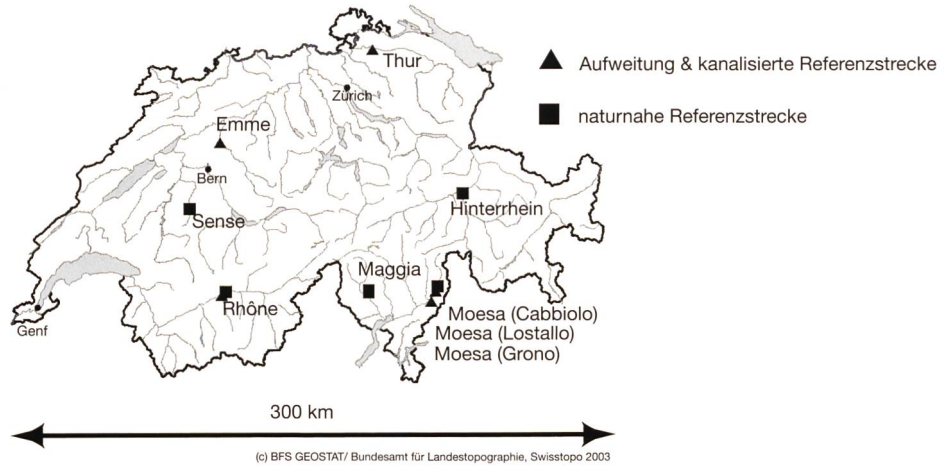 Thur
Aufweitung & kanalisierte Referenzstrecke
Zürich
naturnahe Referenzstrecke
Emme
Bern
Sense
Hinterrhein
Maggia
Rhône
Moesa (Cabbiolo)
Genf
Moesa (Lostallo)
Moesa (Grono)
300 km
(c) BFS GEOSTAT/ Bundesamt für Landestopographie, Swisstopo 2003